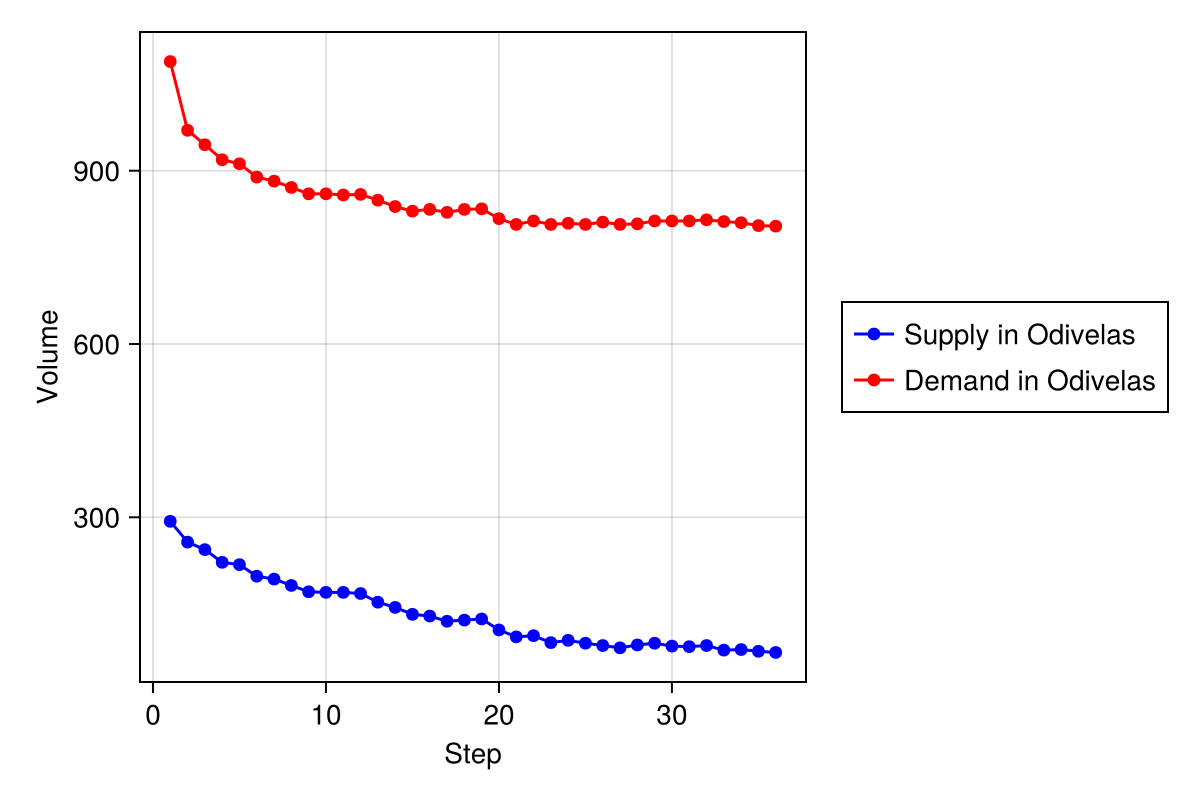 Volume
900
600
300
0 10 20 30
Step
Supply in Odivelas
Demand in Odivelas